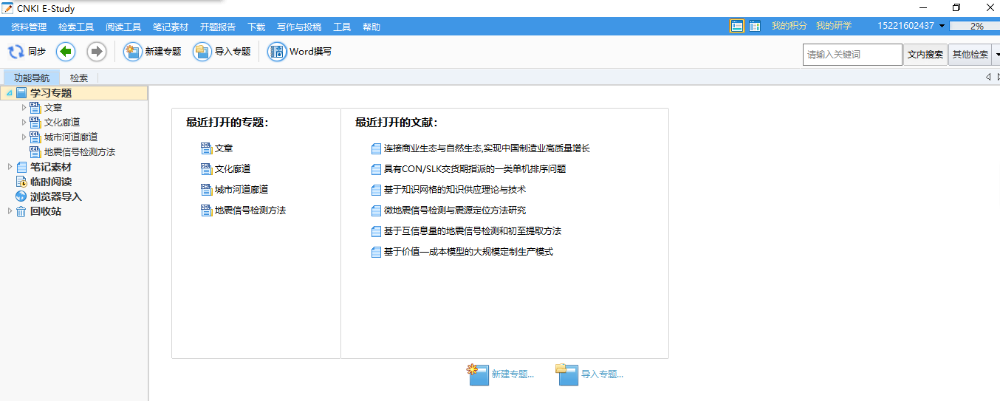 CNKI E-Study
资料管理 检索工具 阅读工具 笔记素材 开题报告 下载 写作与投稿 工具 帮助 我的积分 我的研学 15221602437 2%
同步 新建专题 导入专题 Word撰写 请输入关键词 文内搜索 其他检索
功能导航 检索
学习专题
文章
文化廊道
城市河道廊道
地震信号检测方法
笔记素材
临时阅读
浏览器导入
回收站
最近打开的专题:
文章
文化廊道
城市河道廊道
地震信号检测方法
最近打开的文献:
连接商业生态与自然生态,实现中国制造业高质量增长
具有CON/SLK交货期指派的一类单机排序问题
基于知识网格的知识供应理论与技术
微地震信号检测与震源定位方法研究
基于互信息量的地震信号检测和初至提取方法
基于价值—成本模型的大规模定制生产模式
新建专题... 导入专题...